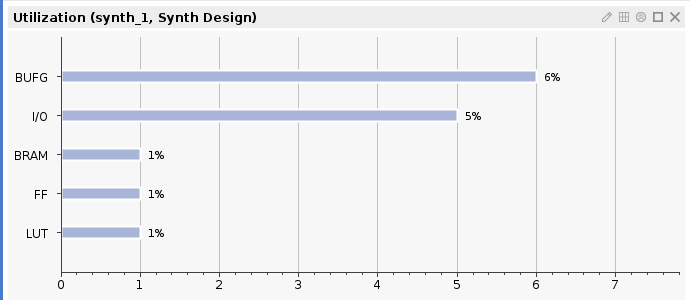 Utilization (synth_1, Synth Design)
BUFG 6%
I/O 5%
BRAM 1%
FF 1%
LUT 1%
0 1 2 3 4 5 6 7